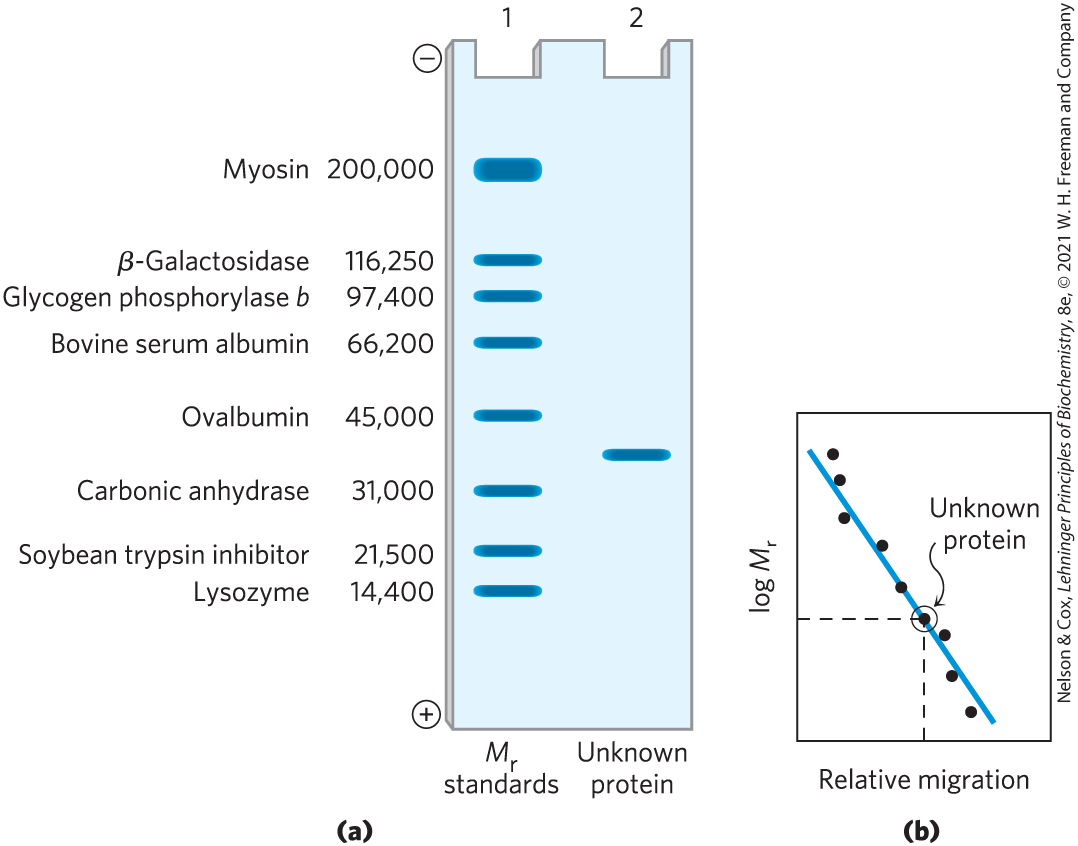 1 2
−
Myosin 200,000
β-Galactosidase 116,250
Glycogen phosphorylase b 97,400
Bovine serum albumin 66,200
Ovalbumin 45,000
Carbonic anhydrase 31,000
Soybean trypsin inhibitor 21,500
Lysozyme 14,400
+
Mr
standards
Unknown
protein
(a)
log Mr
Unknown
protein
Relative migration
(b)
Nelson & Cox, Lehninger Principles of Biochemistry, 8e, © 2021 W. H. Freeman and Company